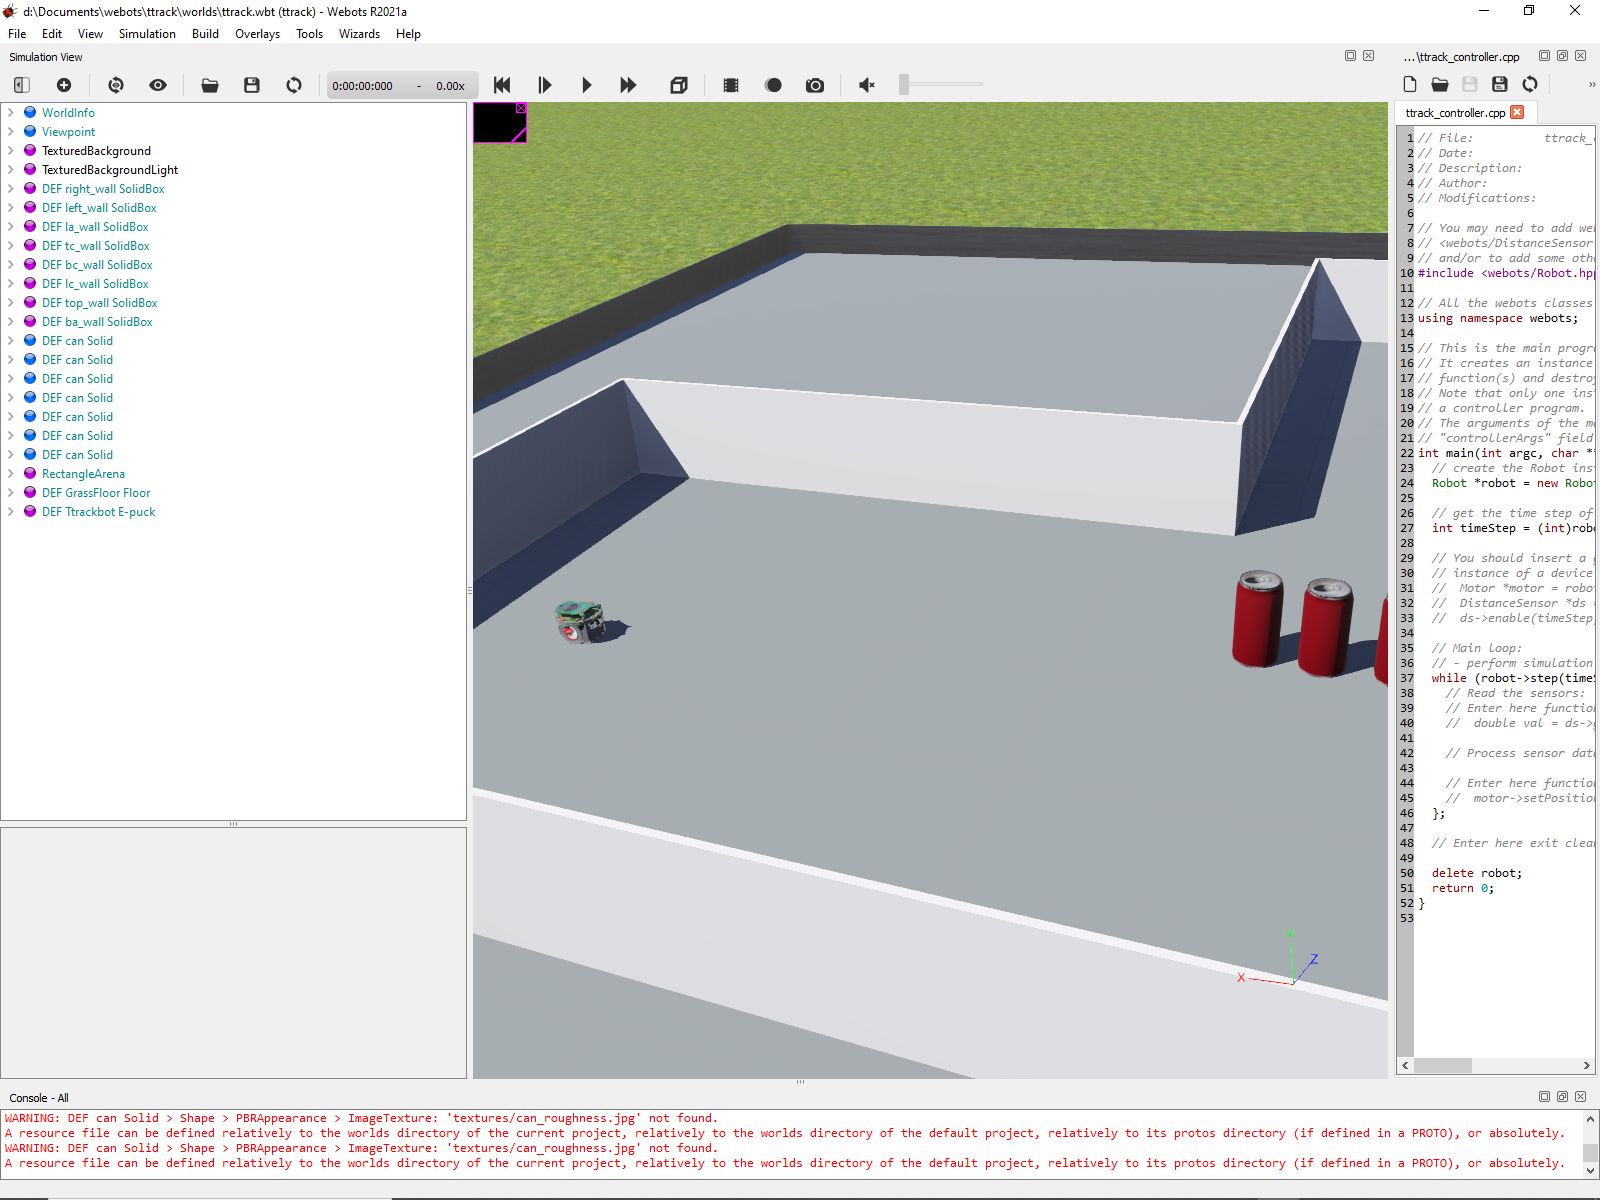 d:\Documents\webots\ttrack\worlds\ttrack.wbt (ttrack) - Webots R2021a
File Edit View Simulation Build Overlays Tools Wizards Help
Simulation View
...\ttrack_controller.cpp
0:00:00:000 - 0.00x
WorldInfo
Viewpoint
TexturedBackground
TexturedBackgroundLight
DEF right_wall SolidBox
DEF left_wall SolidBox
DEF la_wall SolidBox
DEF tc_wall SolidBox
DEF bc_wall SolidBox
DEF lc_wall SolidBox
DEF top_wall SolidBox
DEF ba_wall SolidBox
DEF can Solid
DEF can Solid
DEF can Solid
DEF can Solid
DEF can Solid
DEF can Solid
DEF can Solid
RectangleArena
DEF GrassFloor Floor
DEF Ttrackbot E-puck
X
Y
Z
ttrack_controller.cpp
1 // File: ttrack_
2 // Date:
3 // Description:
4 // Author:
5 // Modifications:
6
7 // You may need to add we
8 // <webots/DistanceSensor
9 // and/or to add some oth
10 #include <webots/Robot.hp
11
12 // All the webots classes
13 using namespace webots;
14
15 // This is the main progr
16 // It creates an instance
17 // function(s) and destro
18 // Note that only one ins
19 // a controller program.
20 // The arguments of the m
21 // "controllerArgs" field
22 int main(int argc, char *
23 // create the Robot ins
24 Robot *robot = new Robo
25
26 // get the time step of
27 int timeStep = (int)rob
28
29 // You should insert a
30 // instance of a device
31 // Motor *motor = robo
32 // DistanceSensor *ds
33 // ds->enable(timeStep
34
35 // Main loop:
36 // - perform simulation
37 while (robot->step(time
38 // Read the sensors:
39 // Enter here functio
40 // double val = ds->
41
42 // Process sensor dat
43
44 // Enter here functio
45 // motor->setPositio
46 };
47
48 // Enter here exit clea
49
50 delete robot;
51 return 0;
52 }
53
Console - All
WARNING: DEF can Solid > Shape > PBRAppearance > ImageTexture: 'textures/can_roughness.jpg' not found.
A resource file can be defined relatively to the worlds directory of the current project, relatively to the worlds directory of the default project, relatively to its protos directory (if defined in a PROTO), or absolutely.
WARNING: DEF can Solid > Shape > PBRAppearance > ImageTexture: 'textures/can_roughness.jpg' not found.
A resource file can be defined relatively to the worlds directory of the current project, relatively to the worlds directory of the default project, relatively to its protos directory (if defined in a PROTO), or absolutely.